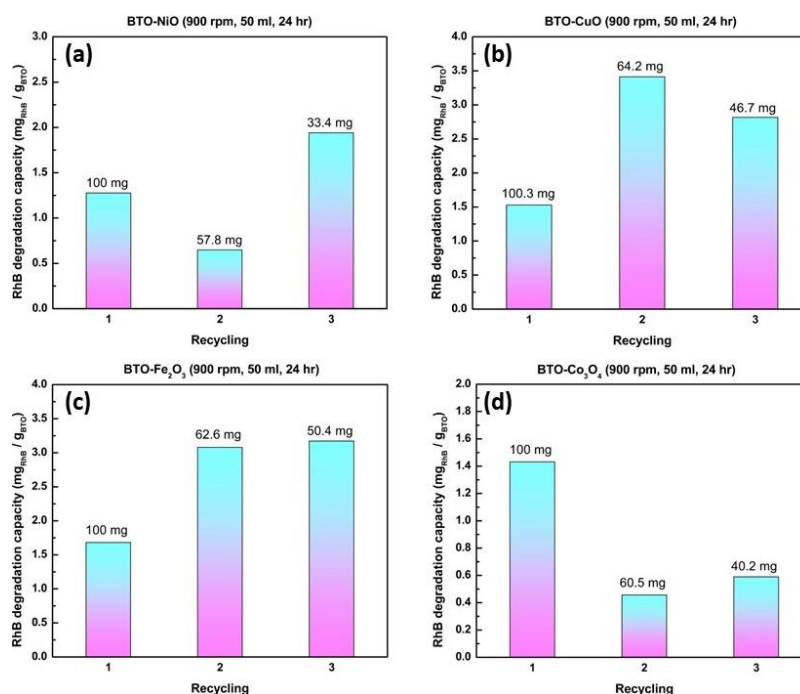 BTO-NiO (900 rpm, 50 ml, 24 hr)
(a)
RhB degradation capacity (mg_RhB / g_BTO)
3.0
2.5
2.0
1.5
1.0
0.5
0.0
100 mg
57.8 mg
33.4 mg
1 2 3
Recycling
BTO-CuO (900 rpm, 50 ml, 24 hr)
(b)
RhB degradation capacity (mg_RhB / g_BTO)
4.0
3.5
3.0
2.5
2.0
1.5
1.0
0.5
0.0
100.3 mg
64.2 mg
46.7 mg
1 2 3
Recycling
BTO-Fe₂O₃ (900 rpm, 50 ml, 24 hr)
(c)
RhB degradation capacity (mg_RhB / g_BTO)
4.0
3.5
3.0
2.5
2.0
1.5
1.0
0.5
0.0
100 mg
62.6 mg
50.4 mg
1 2 3
Recycling
BTO-Co₃O₄ (900 rpm, 50 ml, 24 hr)
(d)
RhB degradation capacity (mg_RhB / g_BTO)
2.0
1.8
1.6
1.4
1.2
1.0
0.8
0.6
0.4
0.2
0.0
100 mg
60.5 mg
40.2 mg
1 2 3
Recycling